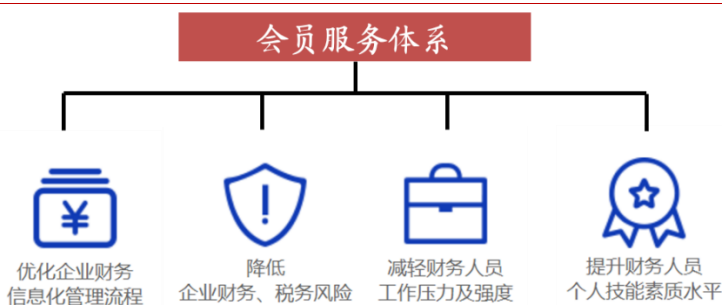 会员服务体系
优化企业财务
信息化管理流程
降低
企业财务、税务风险
减轻财务人员
工作压力及强度
提升财务人员
个人技能素质水平